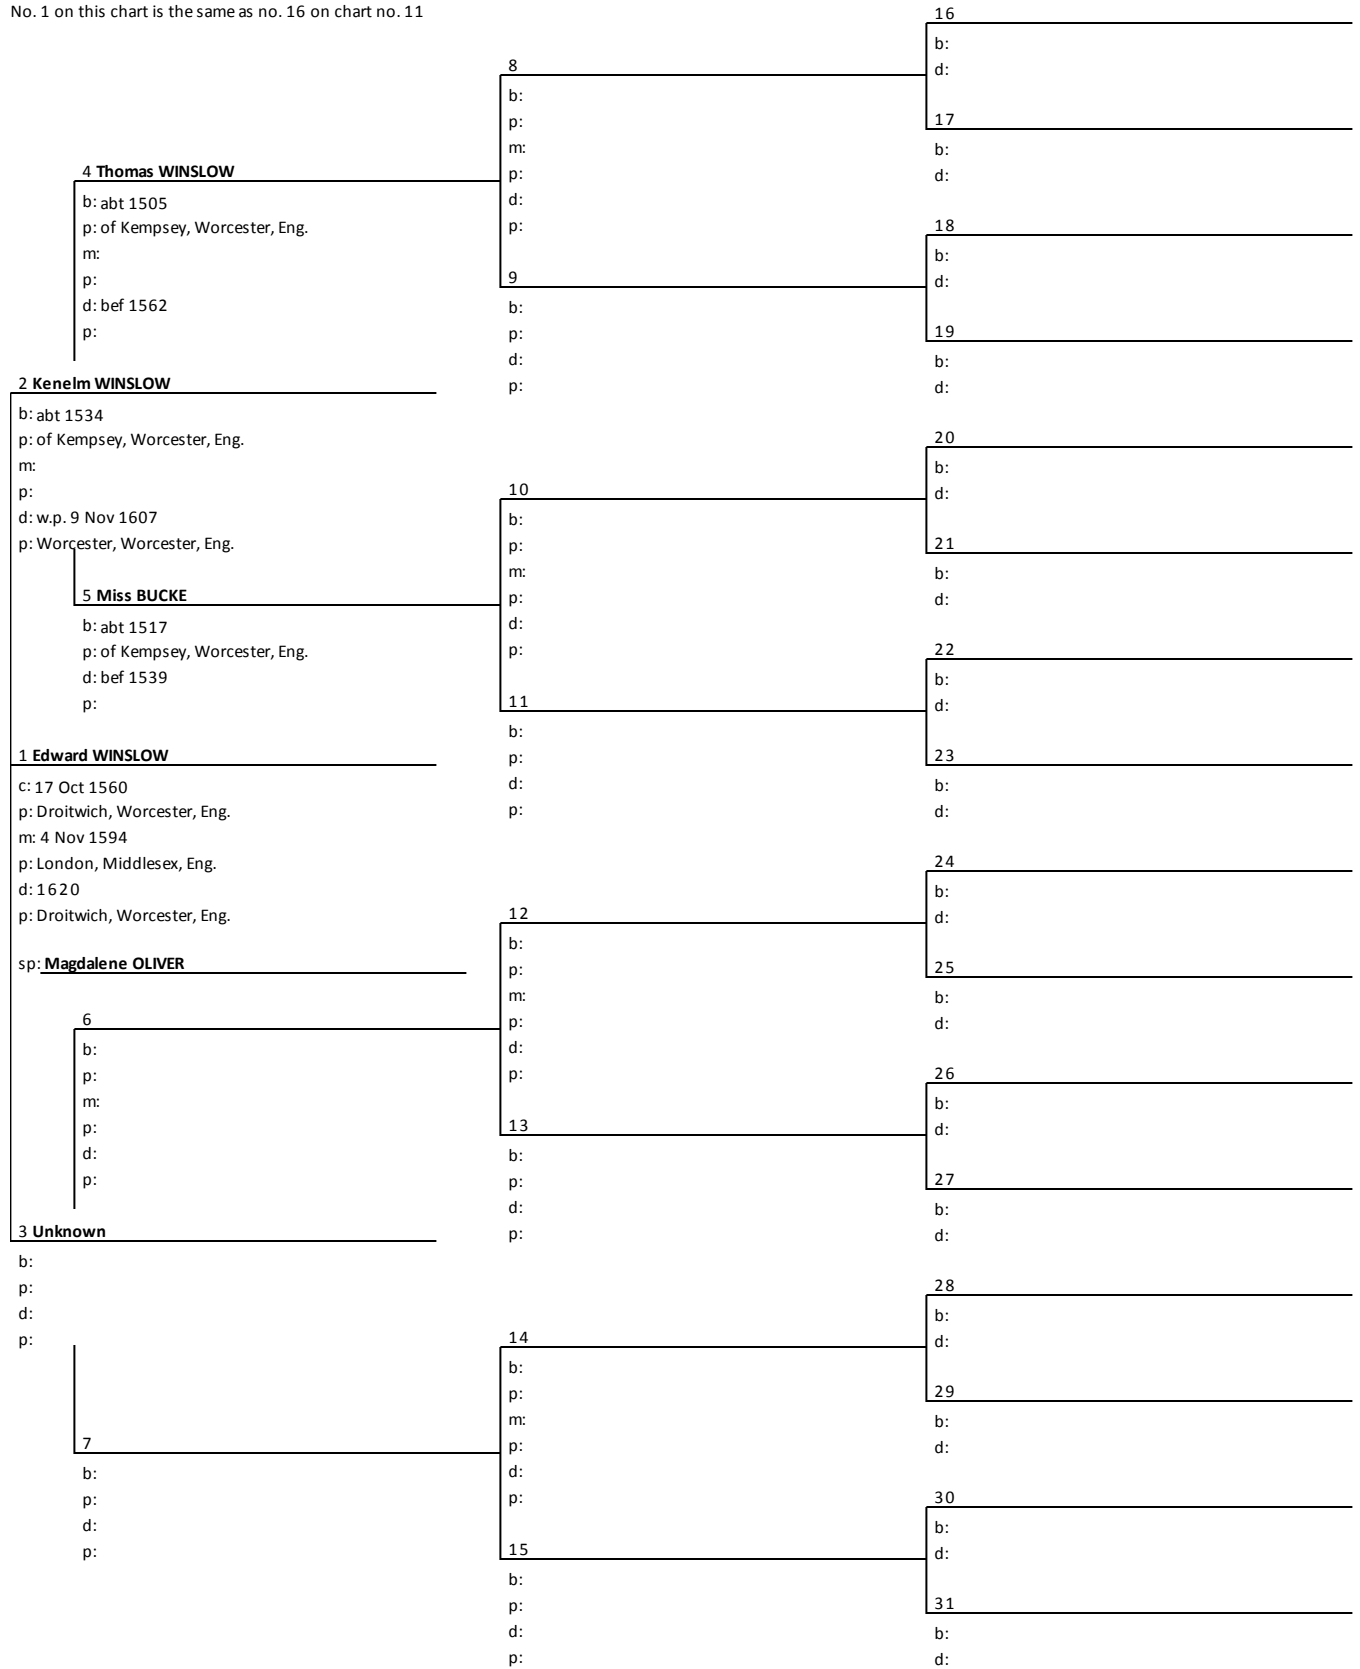 No. 1 on this chart is the same as no. 16 on chart no. 11
4 Thomas WINSLOW
b: abt 1505
p: of Kempsey, Worcester, Eng.
m:
p:
d: bef 1562
p:
2 Kenelm WINSLOW
b: abt 1534
p: of Kempsey, Worcester, Eng.
m:
p:
d: w.p. 9 Nov 1607
p: Worcester, Worcester, Eng.
5 Miss BUCKE
b: abt 1517
p: of Kempsey, Worcester, Eng.
d: bef 1539
p:
1 Edward WINSLOW
c: 17 Oct 1560
p: Droitwich, Worcester, Eng.
m: 4 Nov 1594
p: London, Middlesex, Eng.
d: 1620
p: Droitwich, Worcester, Eng.
sp: Magdalene OLIVER
6
b:
p:
m:
p:
d:
p:
3 Unknown
b:
p:
d:
p:
7
b:
p:
d:
p:
8
b:
p:
m:
p:
d:
p:
9
b:
p:
d:
p:
10
b:
p:
m:
p:
d:
p:
11
b:
p:
d:
p:
12
b:
p:
m:
p:
d:
p:
13
b:
p:
d:
p:
14
b:
p:
m:
p:
d:
p:
15
b:
p:
d:
p:
16
b:
d:
17
b:
d:
18
b:
d:
19
b:
d:
20
b:
d:
21
b:
d:
22
b:
d:
23
b:
d:
24
b:
d:
25
b:
d:
26
b:
d:
27
b:
d:
28
b:
d:
29
b:
d:
30
b:
d:
31
b:
d: